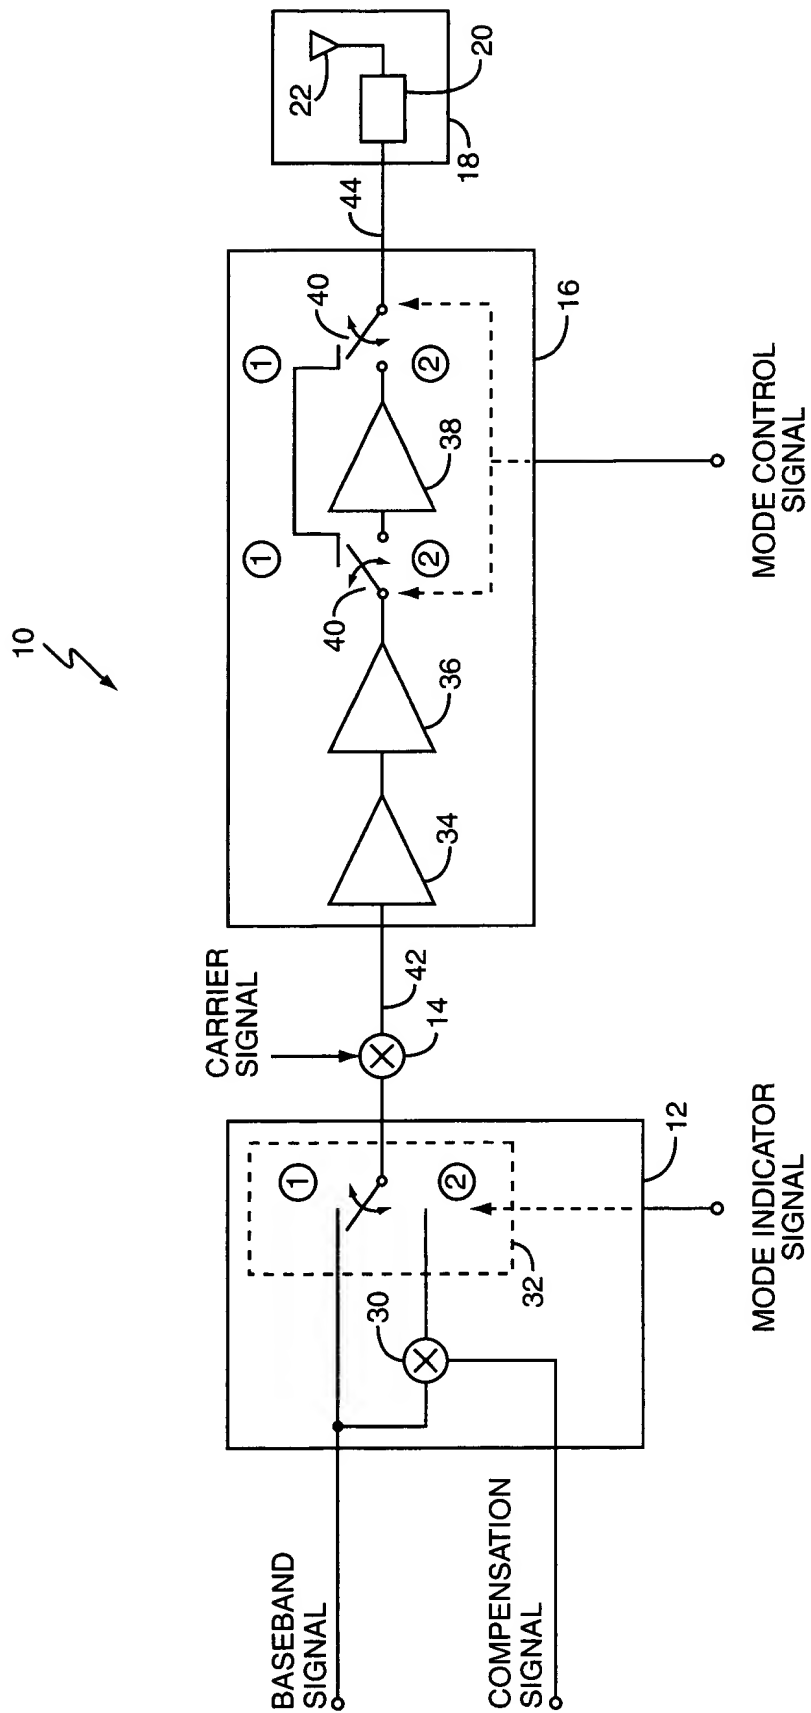 10
BASEBAND
SIGNAL
COMPENSATION
SIGNAL
30
32
1
2
12
MODE INDICATOR
SIGNAL
CARRIER
SIGNAL
14
42
34
36
40
1
2
38
40
1
2
16
MODE CONTROL
SIGNAL
44
18
20
22